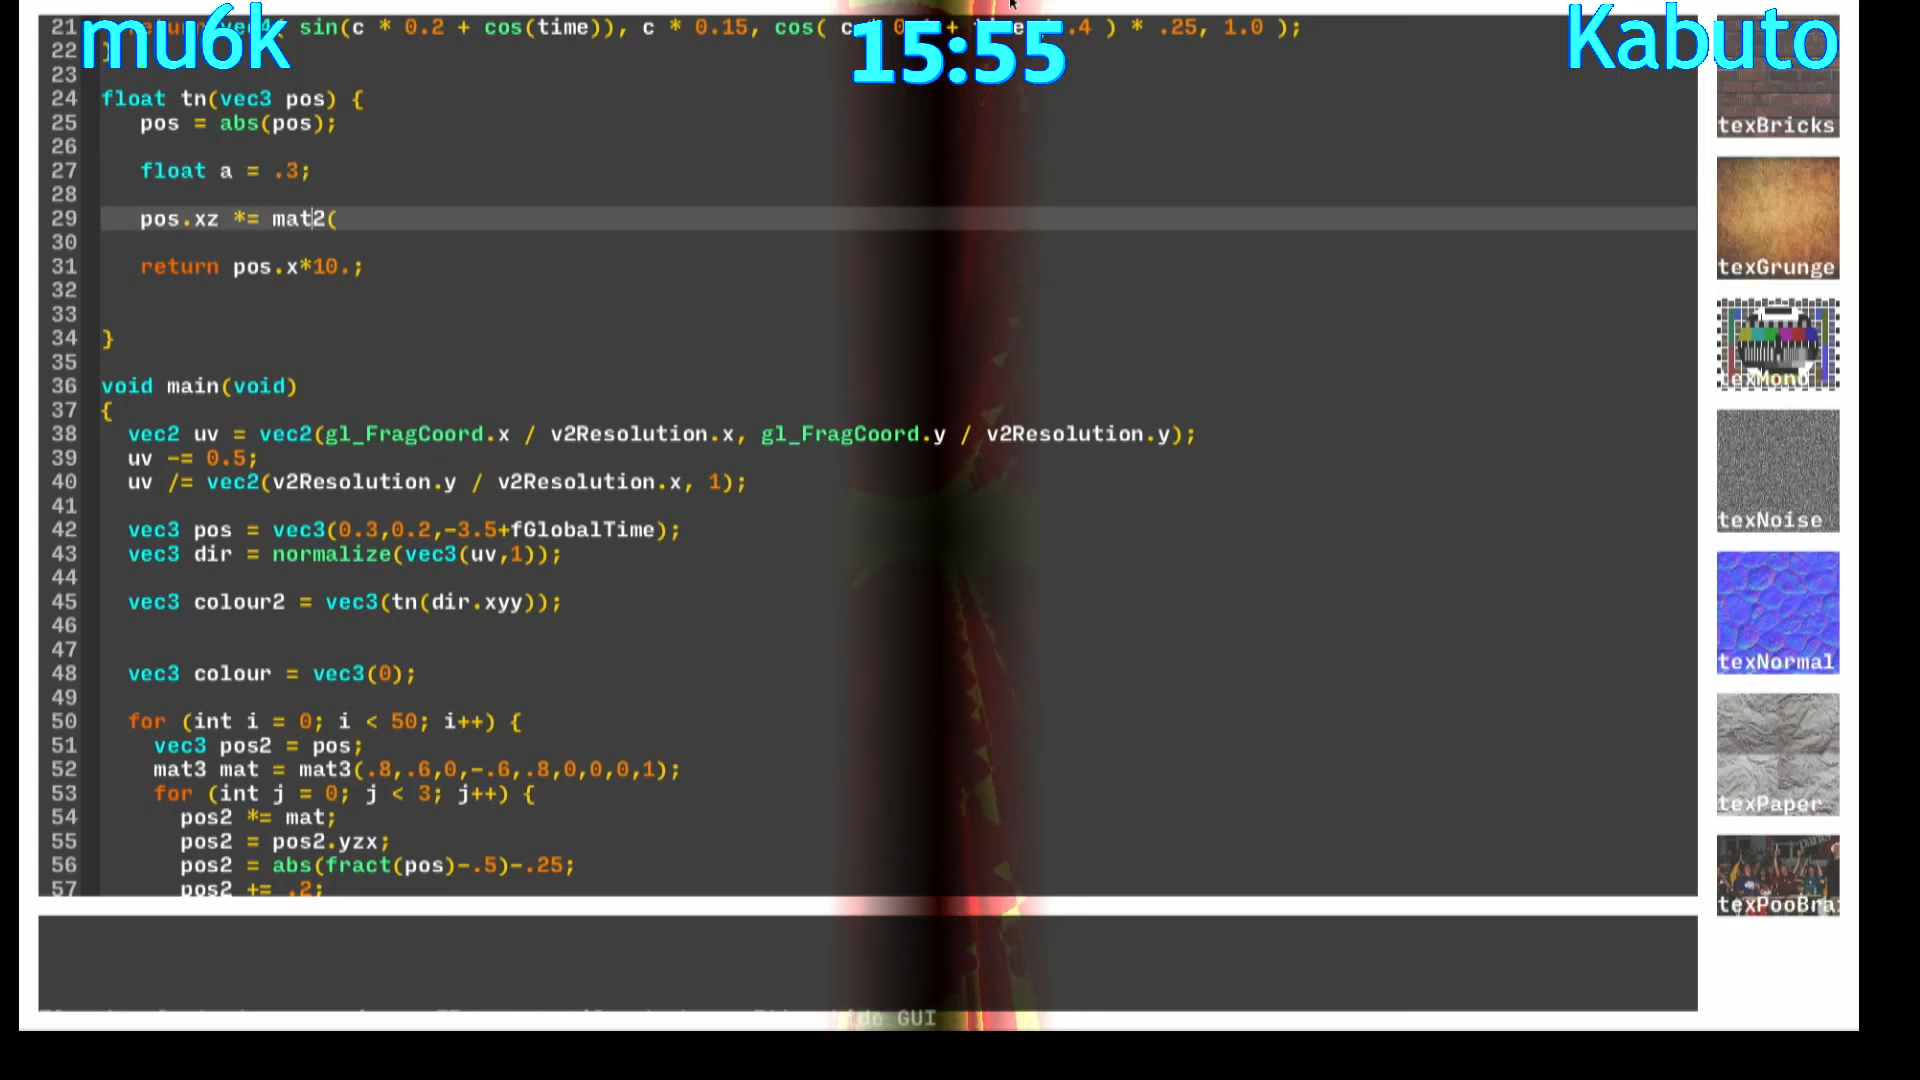 mu6k
15:55
Kabuto
21 sin(c * 0.2 + cos(time)), c * 0.15, cos( c + .4 ) * .25, 1.0 );
22 }
23
24 float tn(vec3 pos) {
25 pos = abs(pos);
26
27 float a = .3;
28
29 pos.xz *= mat2(
30
31 return pos.x*10.;
32
33
34 }
35
36 void main(void)
37 {
38 vec2 uv = vec2(gl_FragCoord.x / v2Resolution.x, gl_FragCoord.y / v2Resolution.y);
39 uv -= 0.5;
40 uv /= vec2(v2Resolution.y / v2Resolution.x, 1);
41
42 vec3 pos = vec3(0.3,0.2,-3.5+fGlobalTime);
43 vec3 dir = normalize(vec3(uv,1));
44
45 vec3 colour2 = vec3(tn(dir.xyy));
46
47
48 vec3 colour = vec3(0);
49
50 for (int i = 0; i < 50; i++) {
51 vec3 pos2 = pos;
52 mat3 mat = mat3(.8,.6,0,-.6,.8,0,0,0,1);
53 for (int j = 0; j < 3; j++) {
54 pos2 *= mat;
55 pos2 = pos2.yzx;
56 pos2 = abs(fract(pos)-.5)-.25;
57 pos2 += .2;
texBricks
texGrunge
texMono
texNoise
texNormal
texPaper
texPooBra
GUI